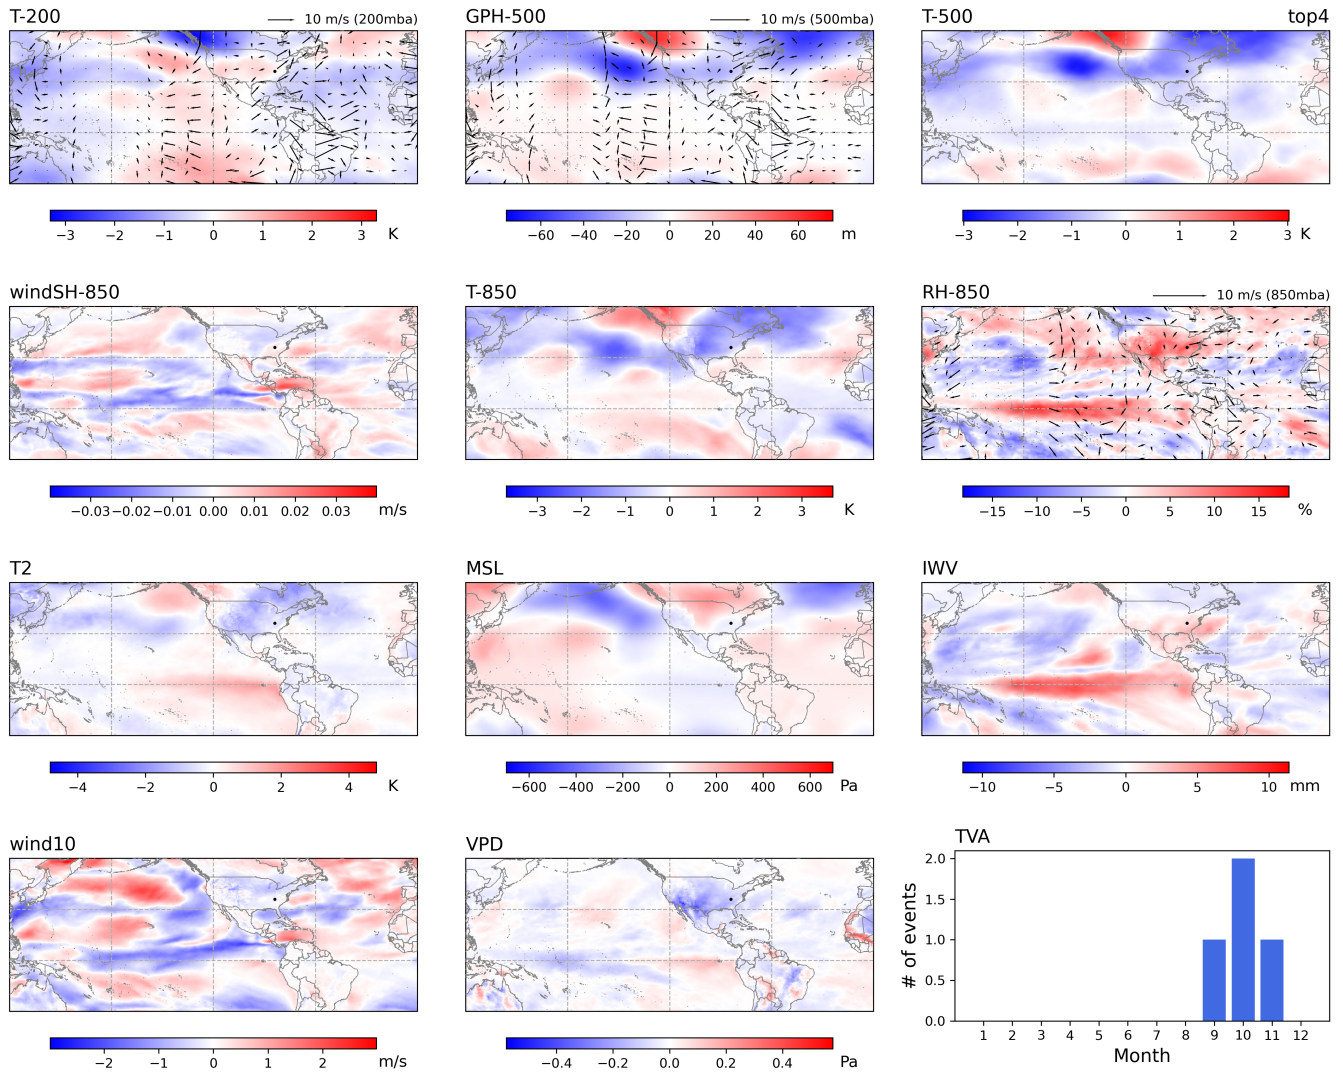 T-200
10 m/s (200mba)
−3 −2 −1 0 1 2 3 K
GPH-500
10 m/s (500mba)
−60 −40 −20 0 20 40 60 m
T-500
top4
−3 −2 −1 0 1 2 3 K
windSH-850
−0.03 −0.02 −0.01 0.00 0.01 0.02 0.03 m/s
T-850
−3 −2 −1 0 1 2 3 K
RH-850
10 m/s (850mba)
−15 −10 −5 0 5 10 15 %
T2
−4 −2 0 2 4 K
MSL
−600 −400 −200 0 200 400 600 Pa
IWV
−10 −5 0 5 10 mm
wind10
−2 −1 0 1 2 m/s
VPD
−0.4 −0.2 0.0 0.2 0.4 Pa
TVA
# of events
2.0
1.5
1.0
0.5
0.0
1 2 3 4 5 6 7 8 9 10 11 12
Month